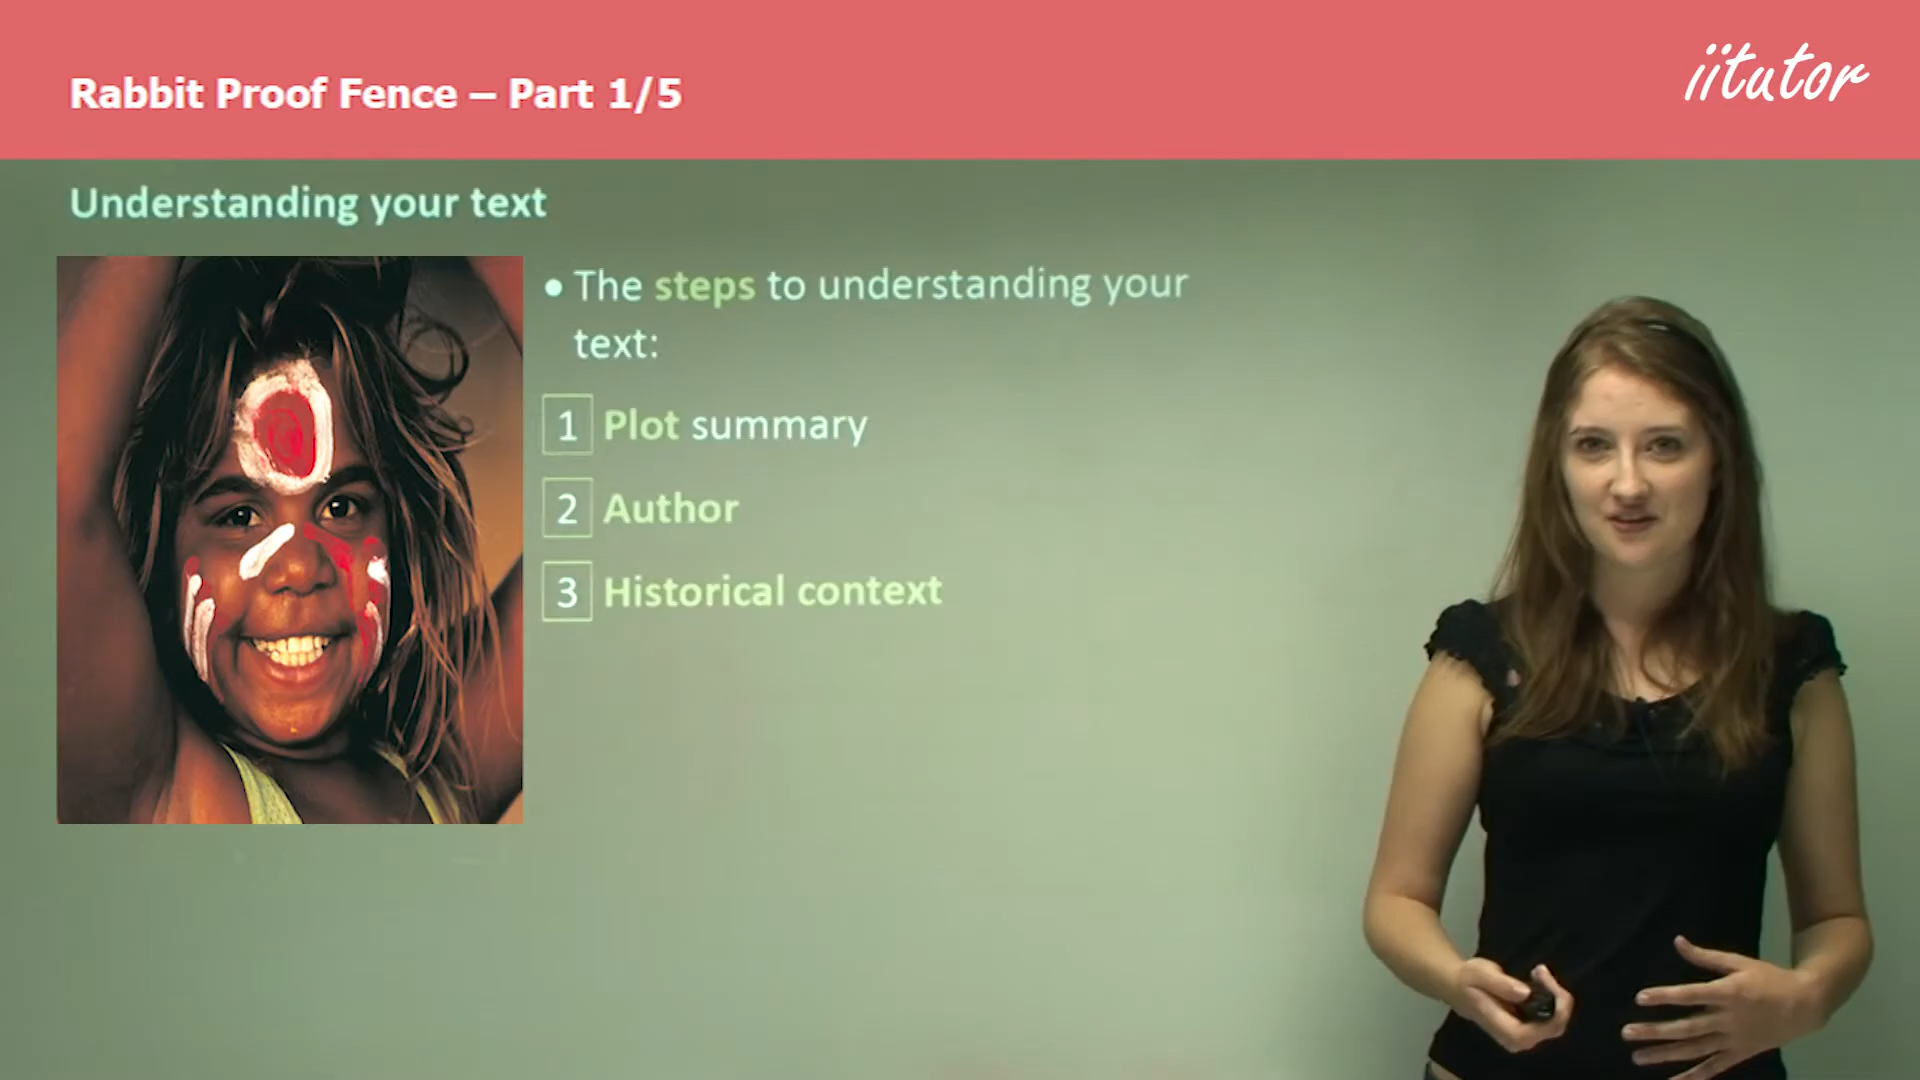 Rabbit Proof Fence – Part 1/5
iitutor
Understanding your text
• The steps to understanding your
text:
1 Plot summary
2 Author
3 Historical context